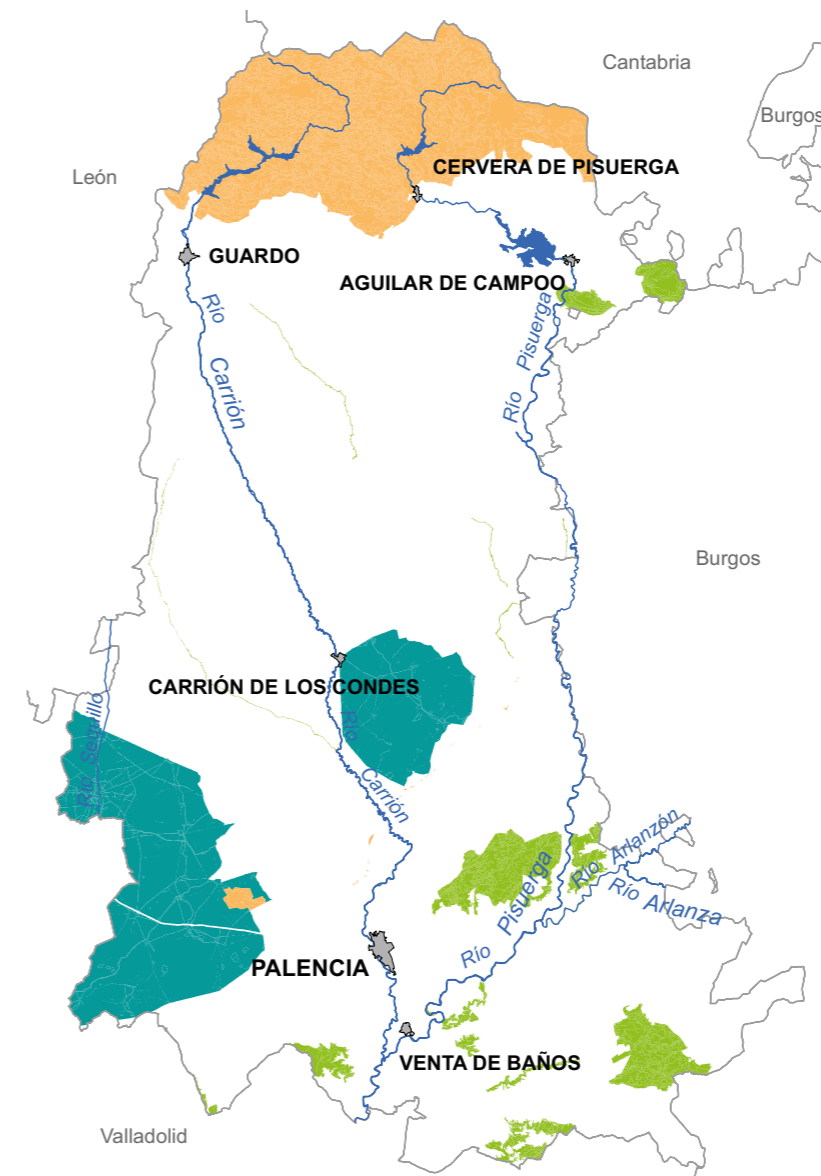 Cantabria
Burgos
León
CERVERA DE PISUERGA
GUARDO
AGUILAR DE CAMPOO
Río Carrión
Río Pisuerga
Burgos
CARRIÓN DE LOS CONDES
Río Sequillo
Río Carrión
Río Pisuerga
Río Arlanzón
Río Arlanza
PALENCIA
VENTA DE BAÑOS
Valladolid